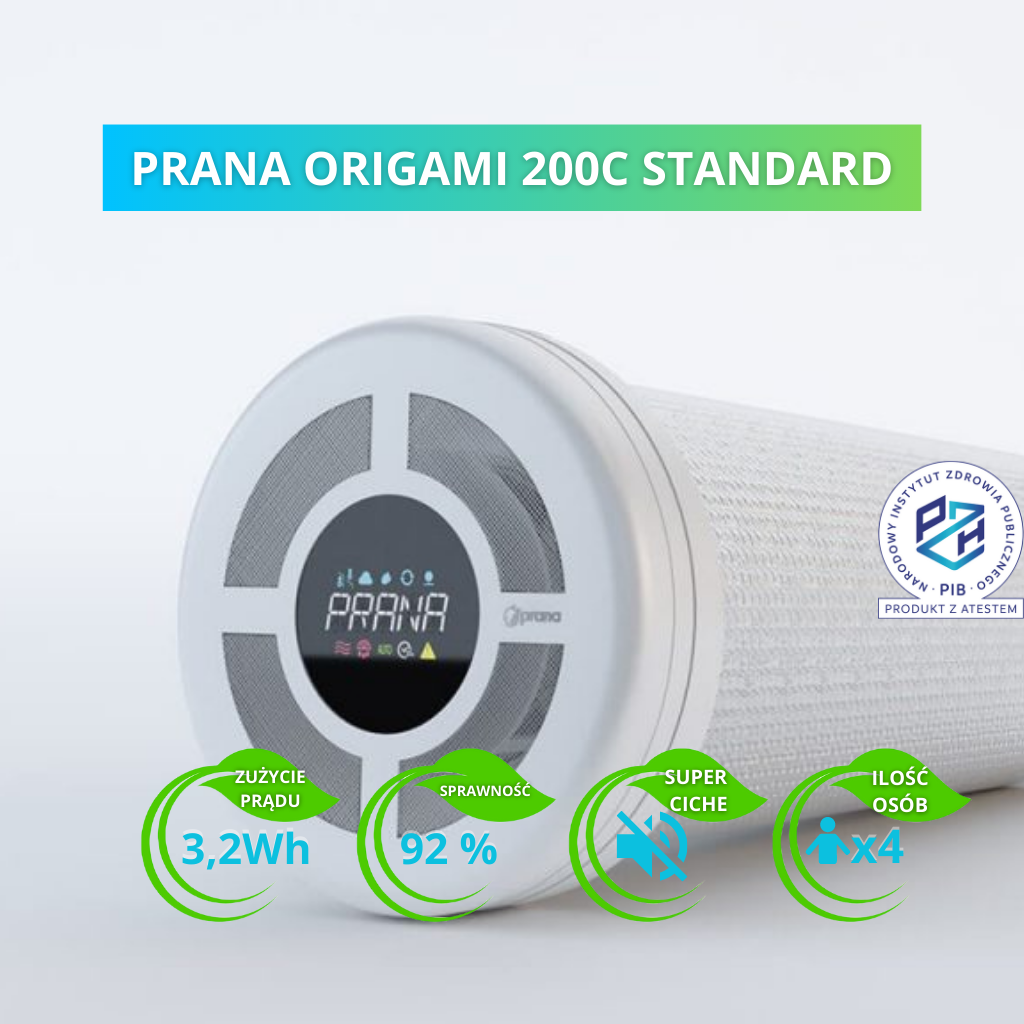 PRANA ORIGAMI 200C STANDARD
PRANA
AUTO
prana
NARODOWY INSTYTUT ZDROWIA PUBLICZNEGO
PZH
· PIB ·
PRODUKT Z ATESTEM
ZUŻYCIE
PRĄDU
3,2Wh
SPRAWNOŚĆ
92 %
SUPER
CICHE
ILOŚĆ
OSÓB
x4